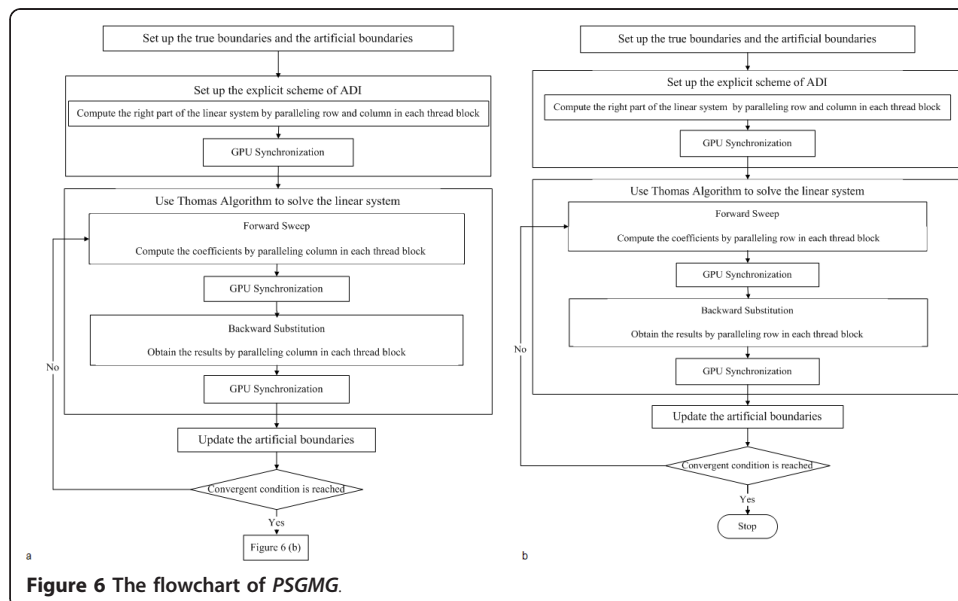 Set up the true boundaries and the artificial boundaries
Set up the explicit scheme of ADI
Compute the right part of the linear system by paralleling row and column in each thread block
GPU Synchronization
Use Thomas Algorithm to solve the linear system
Forward Sweep
Compute the coefficients by paralleling column in each thread block
GPU Synchronization
Backward Substitution
Obtain the results by paralleling column in each thread block
No
GPU Synchronization
Update the artificial boundaries
Convergent condition is reached
Yes
Figure 6 (b)
a
Set up the true boundaries and the artificial boundaries
Set up the explicit scheme of ADI
Compute the right part of the linear system by paralleling row and column in each thread block
GPU Synchronization
Use Thomas Algorithm to solve the linear system
Forward Sweep
Compute the coefficients by paralleling row in each thread block
GPU Synchronization
Backward Substitution
Obtain the results by paralleling row in each thread block
No
GPU Synchronization
Update the artificial boundaries
Convergent condition is reached
Yes
Stop
b
Figure 6 The flowchart of PSGMG.